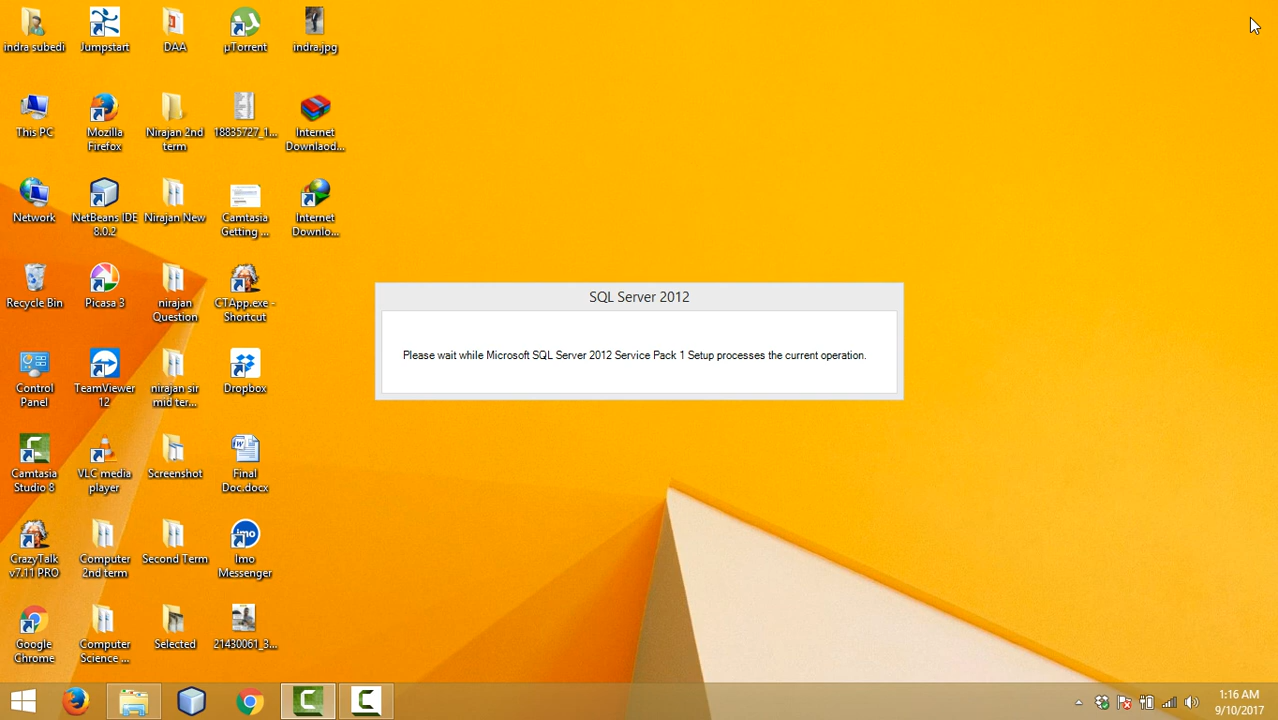 indra subedi
Jumpstart
DAA
µTorrent
indra.jpg
This PC
Mozilla
Firefox
Nirajan 2nd
term
18835727_1...
Internet
Downlaod...
Network
NetBeans IDE
8.0.2
Nirajan New
Camtasia
Getting ...
Internet
Downlo...
Recycle Bin
Picasa 3
nirajan
Question
CTApp.exe -
Shortcut
SQL Server 2012
Please wait while Microsoft SQL Server 2012 Service Pack 1 Setup processes the current operation.
Control
Panel
TeamViewer
12
nirajan sir
mid ter...
Dropbox
Camtasia
Studio 8
VLC media
player
Screenshot
Final
Doc.docx
CrazyTalk
v7.11 PRO
Computer
2nd term
Second Term
imo
Imo
Messenger
Google
Chrome
Computer
Science ...
Selected
21430061_3...
1:16 AM
9/10/2017